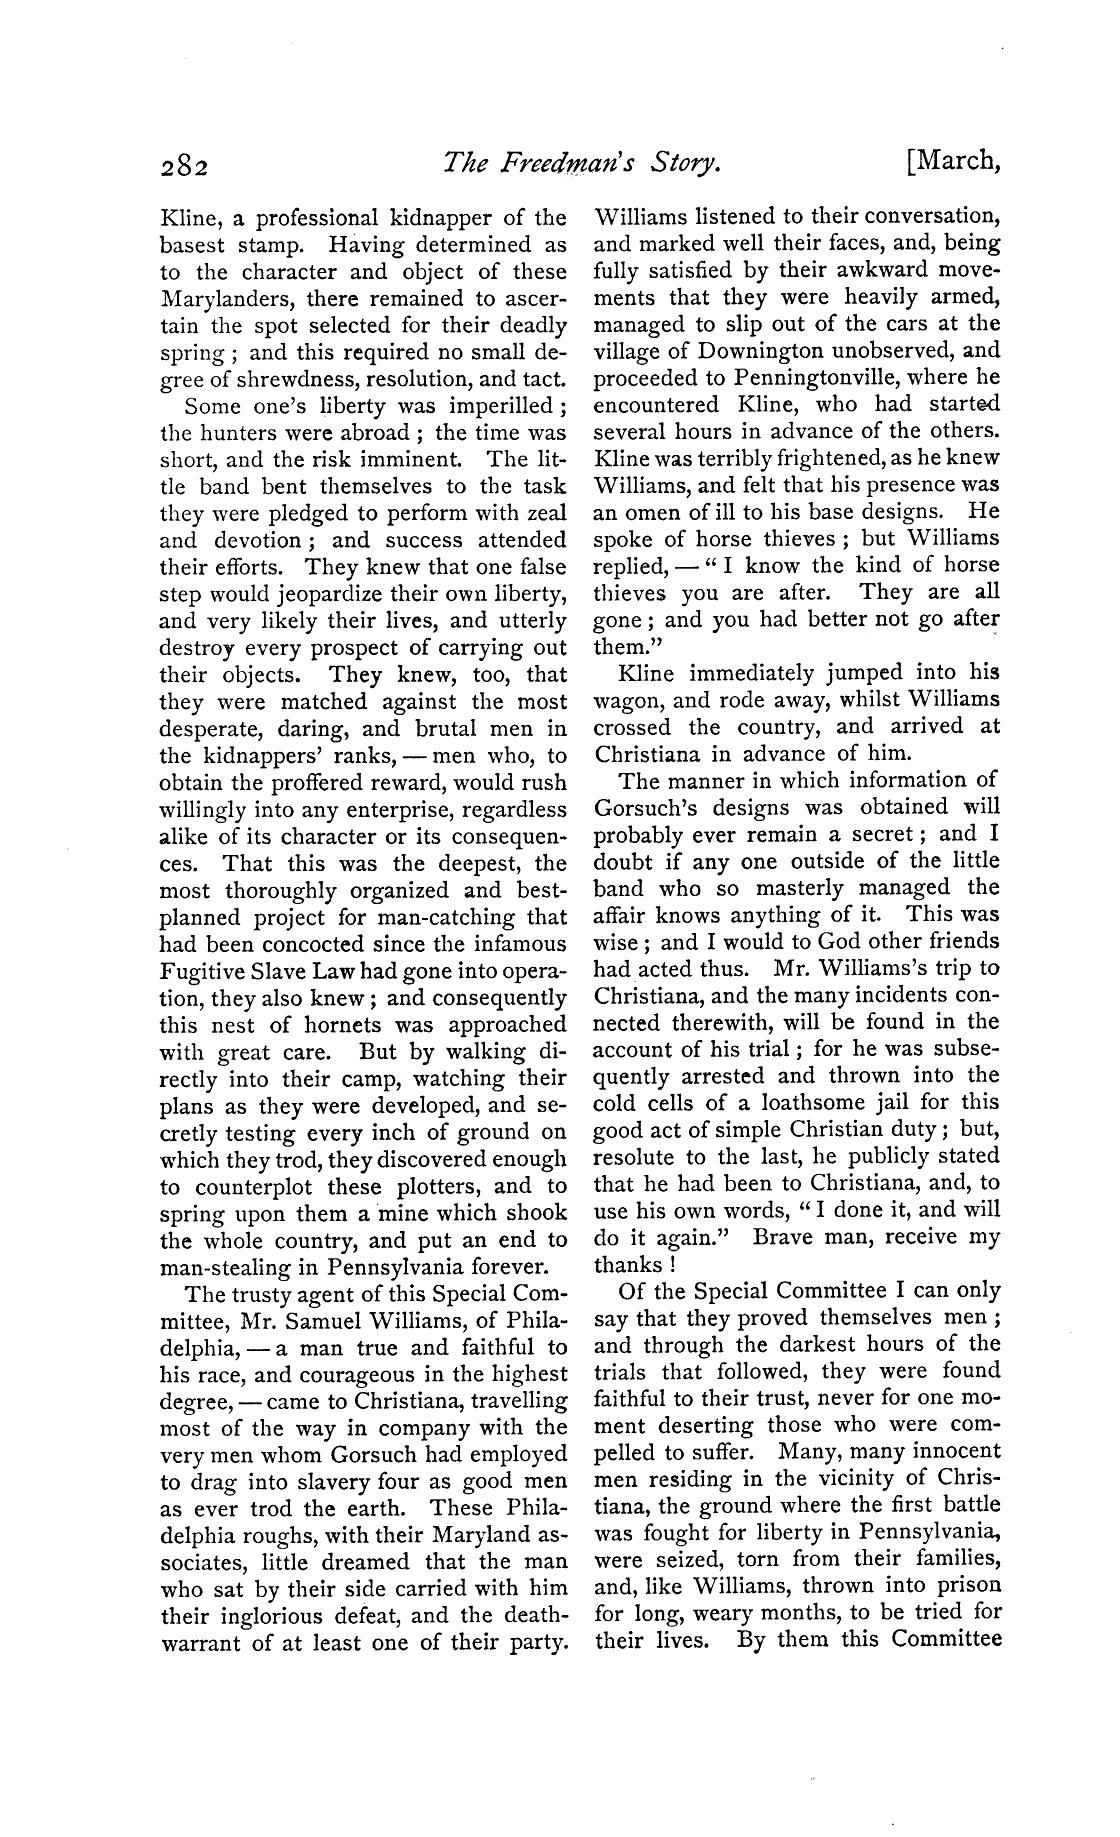 282 The Freedman's Story. [March,
Kline, a professional kidnapper of the
basest stamp. Having determined as
to the character and object of these
Marylanders, there remained to ascer-
tain the spot selected for their deadly
spring ; and this required no small de-
gree of shrewdness, resolution, and tact.
Some one's liberty was imperilled ;
the hunters were abroad ; the time was
short, and the risk imminent. The lit-
tle band bent themselves to the task
they were pledged to perform with zeal
and devotion ; and success attended
their efforts. They knew that one false
step would jeopardize their own liberty,
and very likely their lives, and utterly
destroy every prospect of carrying out
their objects. They knew, too, that
they were matched against the most
desperate, daring, and brutal men in
the kidnappers' ranks, — men who, to
obtain the proffered reward, would rush
willingly into any enterprise, regardless
alike of its character or its consequen-
ces. That this was the deepest, the
most thoroughly organized and best-
planned project for man-catching that
had been concocted since the infamous
Fugitive Slave Law had gone into opera-
tion, they also knew ; and consequently
this nest of hornets was approached
with great care. But by walking di-
rectly into their camp, watching their
plans as they were developed, and se-
cretly testing every inch of ground on
which they trod, they discovered enough
to counterplot these plotters, and to
spring upon them a mine which shook
the whole country, and put an end to
man-stealing in Pennsylvania forever.
The trusty agent of this Special Com-
mittee, Mr. Samuel Williams, of Phila-
delphia, — a man true and faithful to
his race, and courageous in the highest
degree, — came to Christiana, travelling
most of the way in company with the
very men whom Gorsuch had employed
to drag into slavery four as good men
as ever trod the earth. These Phila-
delphia roughs, with their Maryland as-
sociates, little dreamed that the man
who sat by their side carried with him
their inglorious defeat, and the death-
warrant of at least one of their party.
Williams listened to their conversation,
and marked well their faces, and, being
fully satisfied by their awkward move-
ments that they were heavily armed,
managed to slip out of the cars at the
village of Downington unobserved, and
proceeded to Penningtonville, where he
encountered Kline, who had started
several hours in advance of the others.
Kline was terribly frightened, as he knew
Williams, and felt that his presence was
an omen of ill to his base designs. He
spoke of horse thieves ; but Williams
replied, — " I know the kind of horse
thieves you are after. They are all
gone ; and you had better not go after
them."
Kline immediately jumped into his
wagon, and rode away, whilst Williams
crossed the country, and arrived at
Christiana in advance of him.
The manner in which information of
Gorsuch's designs was obtained will
probably ever remain a secret ; and I
doubt if any one outside of the little
band who so masterly managed the
affair knows anything of it. This was
wise ; and I would to God other friends
had acted thus. Mr. Williams's trip to
Christiana, and the many incidents con-
nected therewith, will be found in the
account of his trial ; for he was subse-
quently arrested and thrown into the
cold cells of a loathsome jail for this
good act of simple Christian duty ; but,
resolute to the last, he publicly stated
that he had been to Christiana, and, to
use his own words, " I done it, and will
do it again." Brave man, receive my
thanks !
Of the Special Committee I can only
say that they proved themselves men ;
and through the darkest hours of the
trials that followed, they were found
faithful to their trust, never for one mo-
ment deserting those who were com-
pelled to suffer. Many, many innocent
men residing in the vicinity of Chris-
tiana, the ground where the first battle
was fought for liberty in Pennsylvania,
were seized, torn from their families,
and, like Williams, thrown into prison
for long, weary months, to be tried for
their lives. By them this Committee